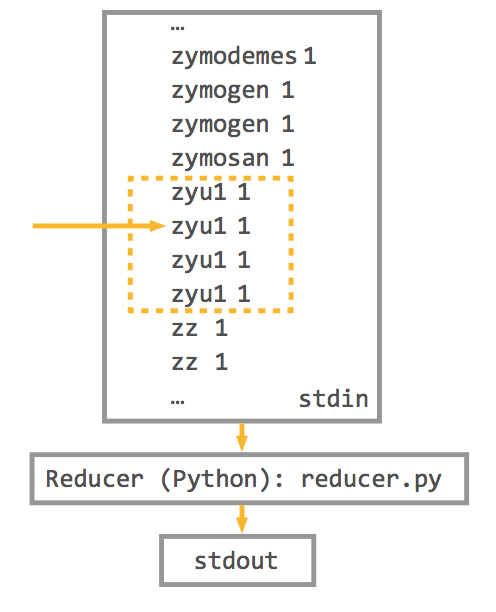 …
zymodemes 1
zymogen 1
zymogen 1
zymosan 1
zyu1 1
zyu1 1
zyu1 1
zyu1 1
zz 1
zz 1
… stdin
Reducer (Python): reducer.py
stdout